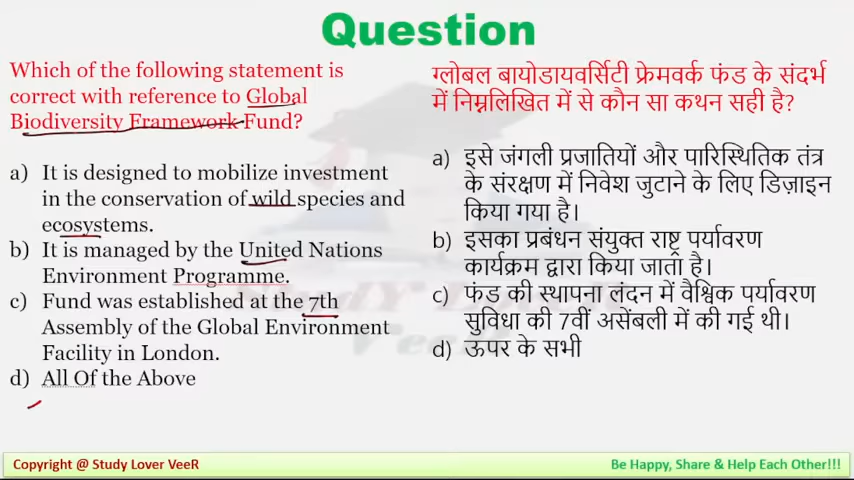 Question
Which of the following statement is
correct with reference to Global
Biodiversity Framework Fund?
a) It is designed to mobilize investment
in the conservation of wild species and
ecosystems.
b) It is managed by the United Nations
Environment Programme.
c) Fund was established at the 7th
Assembly of the Global Environment
Facility in London.
d) All Of the Above
ग्लोबल बायोडायवर्सिटी फ्रेमवर्क फंड के संदर्भ
में निम्नलिखित में से कौन सा कथन सही है?
a) इसे जंगली प्रजातियों और पारिस्थितिक तंत्र
के संरक्षण में निवेश जुटाने के लिए डिज़ाइन
किया गया है।
b) इसका प्रबंधन संयुक्त राष्ट्र पर्यावरण
कार्यक्रम द्वारा किया जाता है।
c) फंड की स्थापना लंदन में वैश्विक पर्यावरण
सुविधा की 7वीं असेंबली में की गई थी।
d) ऊपर के सभी
Copyright @ Study Lover VeeR
Be Happy, Share & Help Each Other!!!